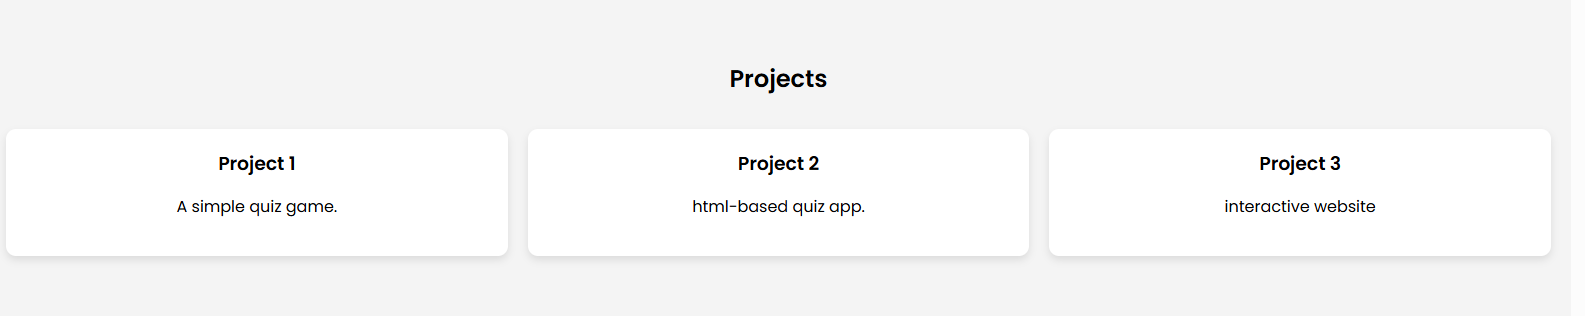 Projects
Project 1
A simple quiz game.
Project 2
html-based quiz app.
Project 3
interactive website